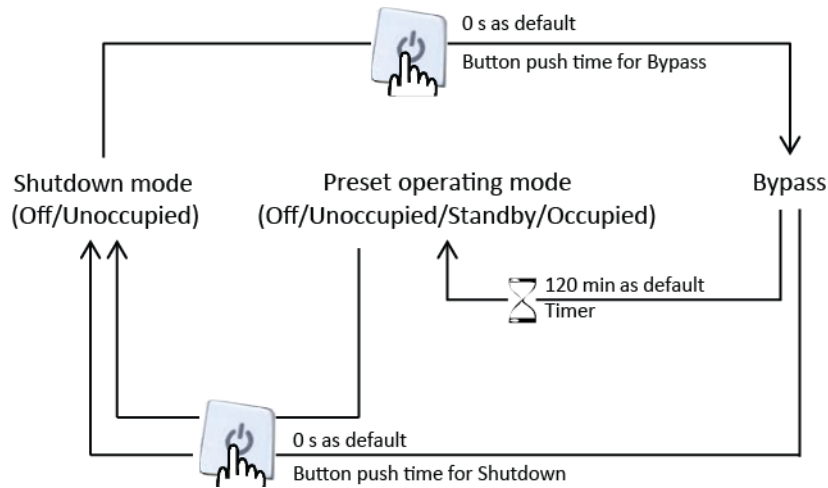 0 s as default
Button push time for Bypass
Shutdown mode
(Off/Unoccupied)
Preset operating mode
(Off/Unoccupied/Standby/Occupied)
Bypass
120 min as default
Timer
0 s as default
Button push time for Shutdown